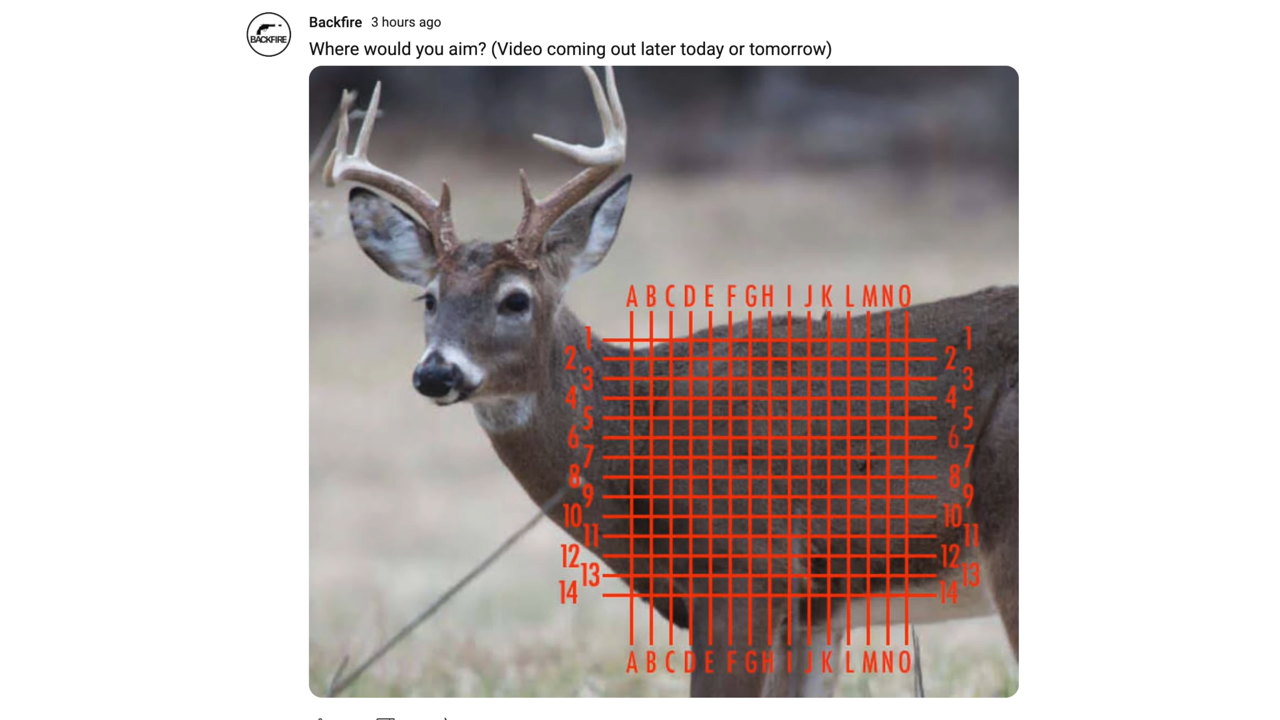 Backfire 3 hours ago
BACKFIRE
Where would you aim? (Video coming out later today or tomorrow)
A B C D E F G H I J K L M N O
1 1
2 2
3 3
4 4
5 5
6 6
7 7
8 8
9 9
10 10
11 11
12 12
13 13
14 14
A B C D E F G H I J K L M N O